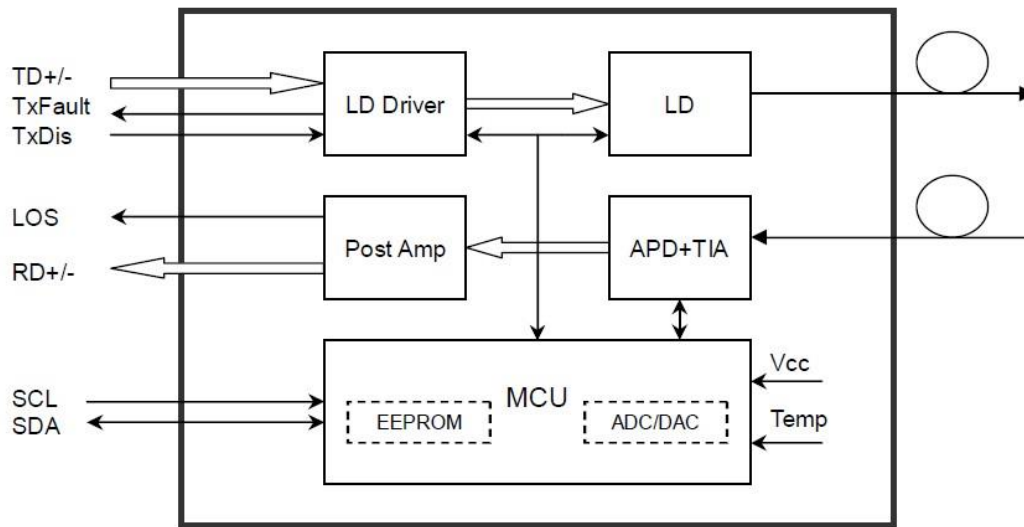 TD+/-
TxFault
TxDis
LD Driver
LD
LOS
RD+/-
Post Amp
APD+TIA
SCL
SDA
MCU
EEPROM
ADC/DAC
Vcc
Temp